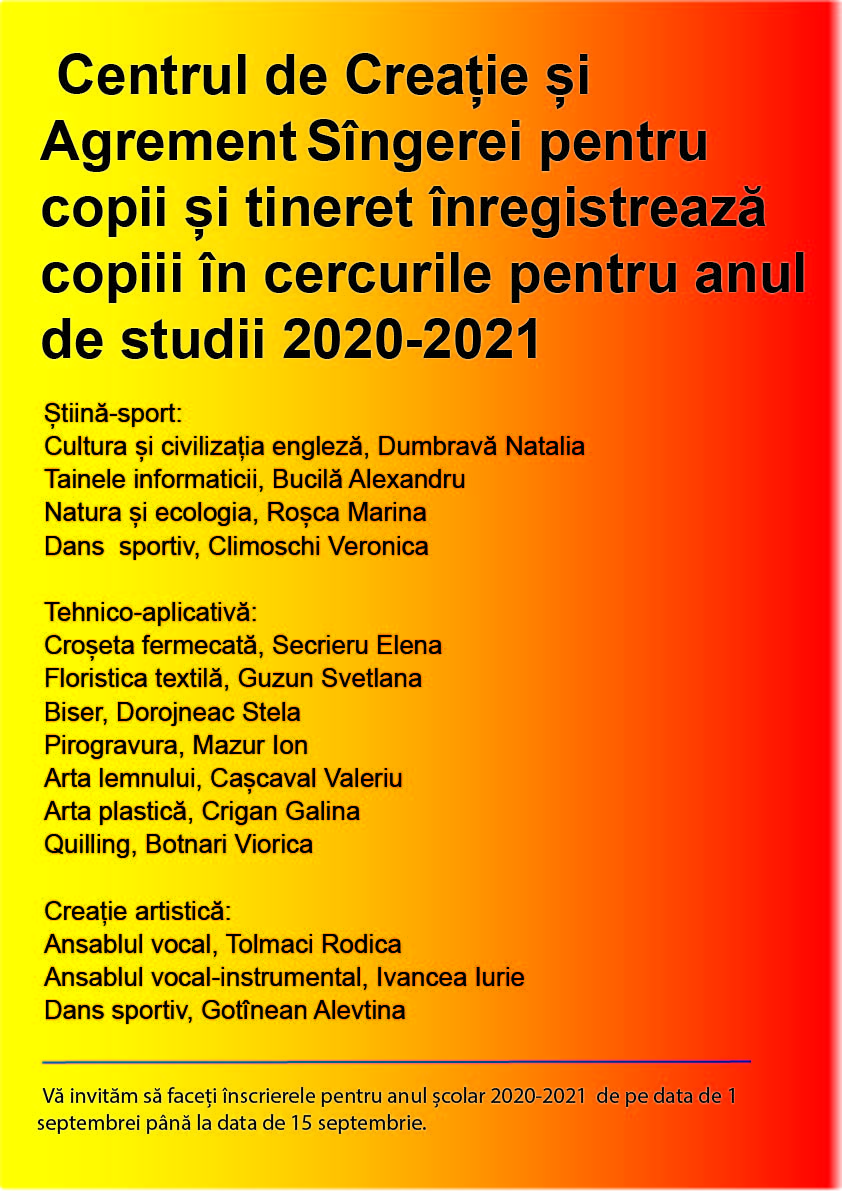 Centrul de Creație și
Agrement Sîngerei pentru
copii și tineret înregistrează
copiii în cercurile pentru anul
de studii 2020-2021
Știină-sport:
Cultura și civilizația engleză, Dumbravă Natalia
Tainele informaticii, Bucilă Alexandru
Natura și ecologia, Roșca Marina
Dans sportiv, Climoschi Veronica
Tehnico-aplicativă:
Croșeta fermecată, Secrieru Elena
Floristica textilă, Guzun Svetlana
Biser, Dorojneac Stela
Pirogravura, Mazur Ion
Arta lemnului, Cașcaval Valeriu
Arta plastică, Crigan Galina
Quilling, Botnari Viorica
Creație artistică:
Ansablul vocal, Tolmaci Rodica
Ansablul vocal-instrumental, Ivancea Iurie
Dans sportiv, Gotînean Alevtina
Vă invităm să faceți înscrierele pentru anul școlar 2020-2021 de pe data de 1
septembrei până la data de 15 septembrie.